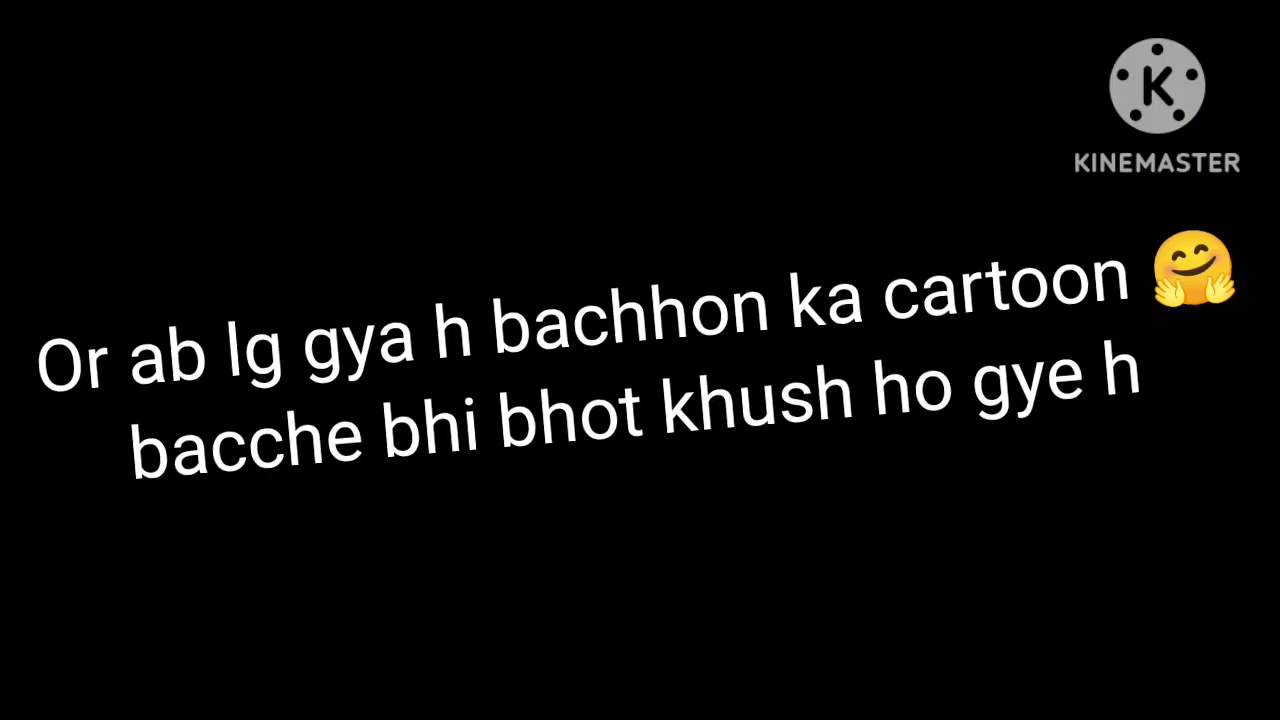 KINEMASTER
Or ab lg gya h bachhon ka cartoon 🤗
bacche bhi bhot khush ho gye h